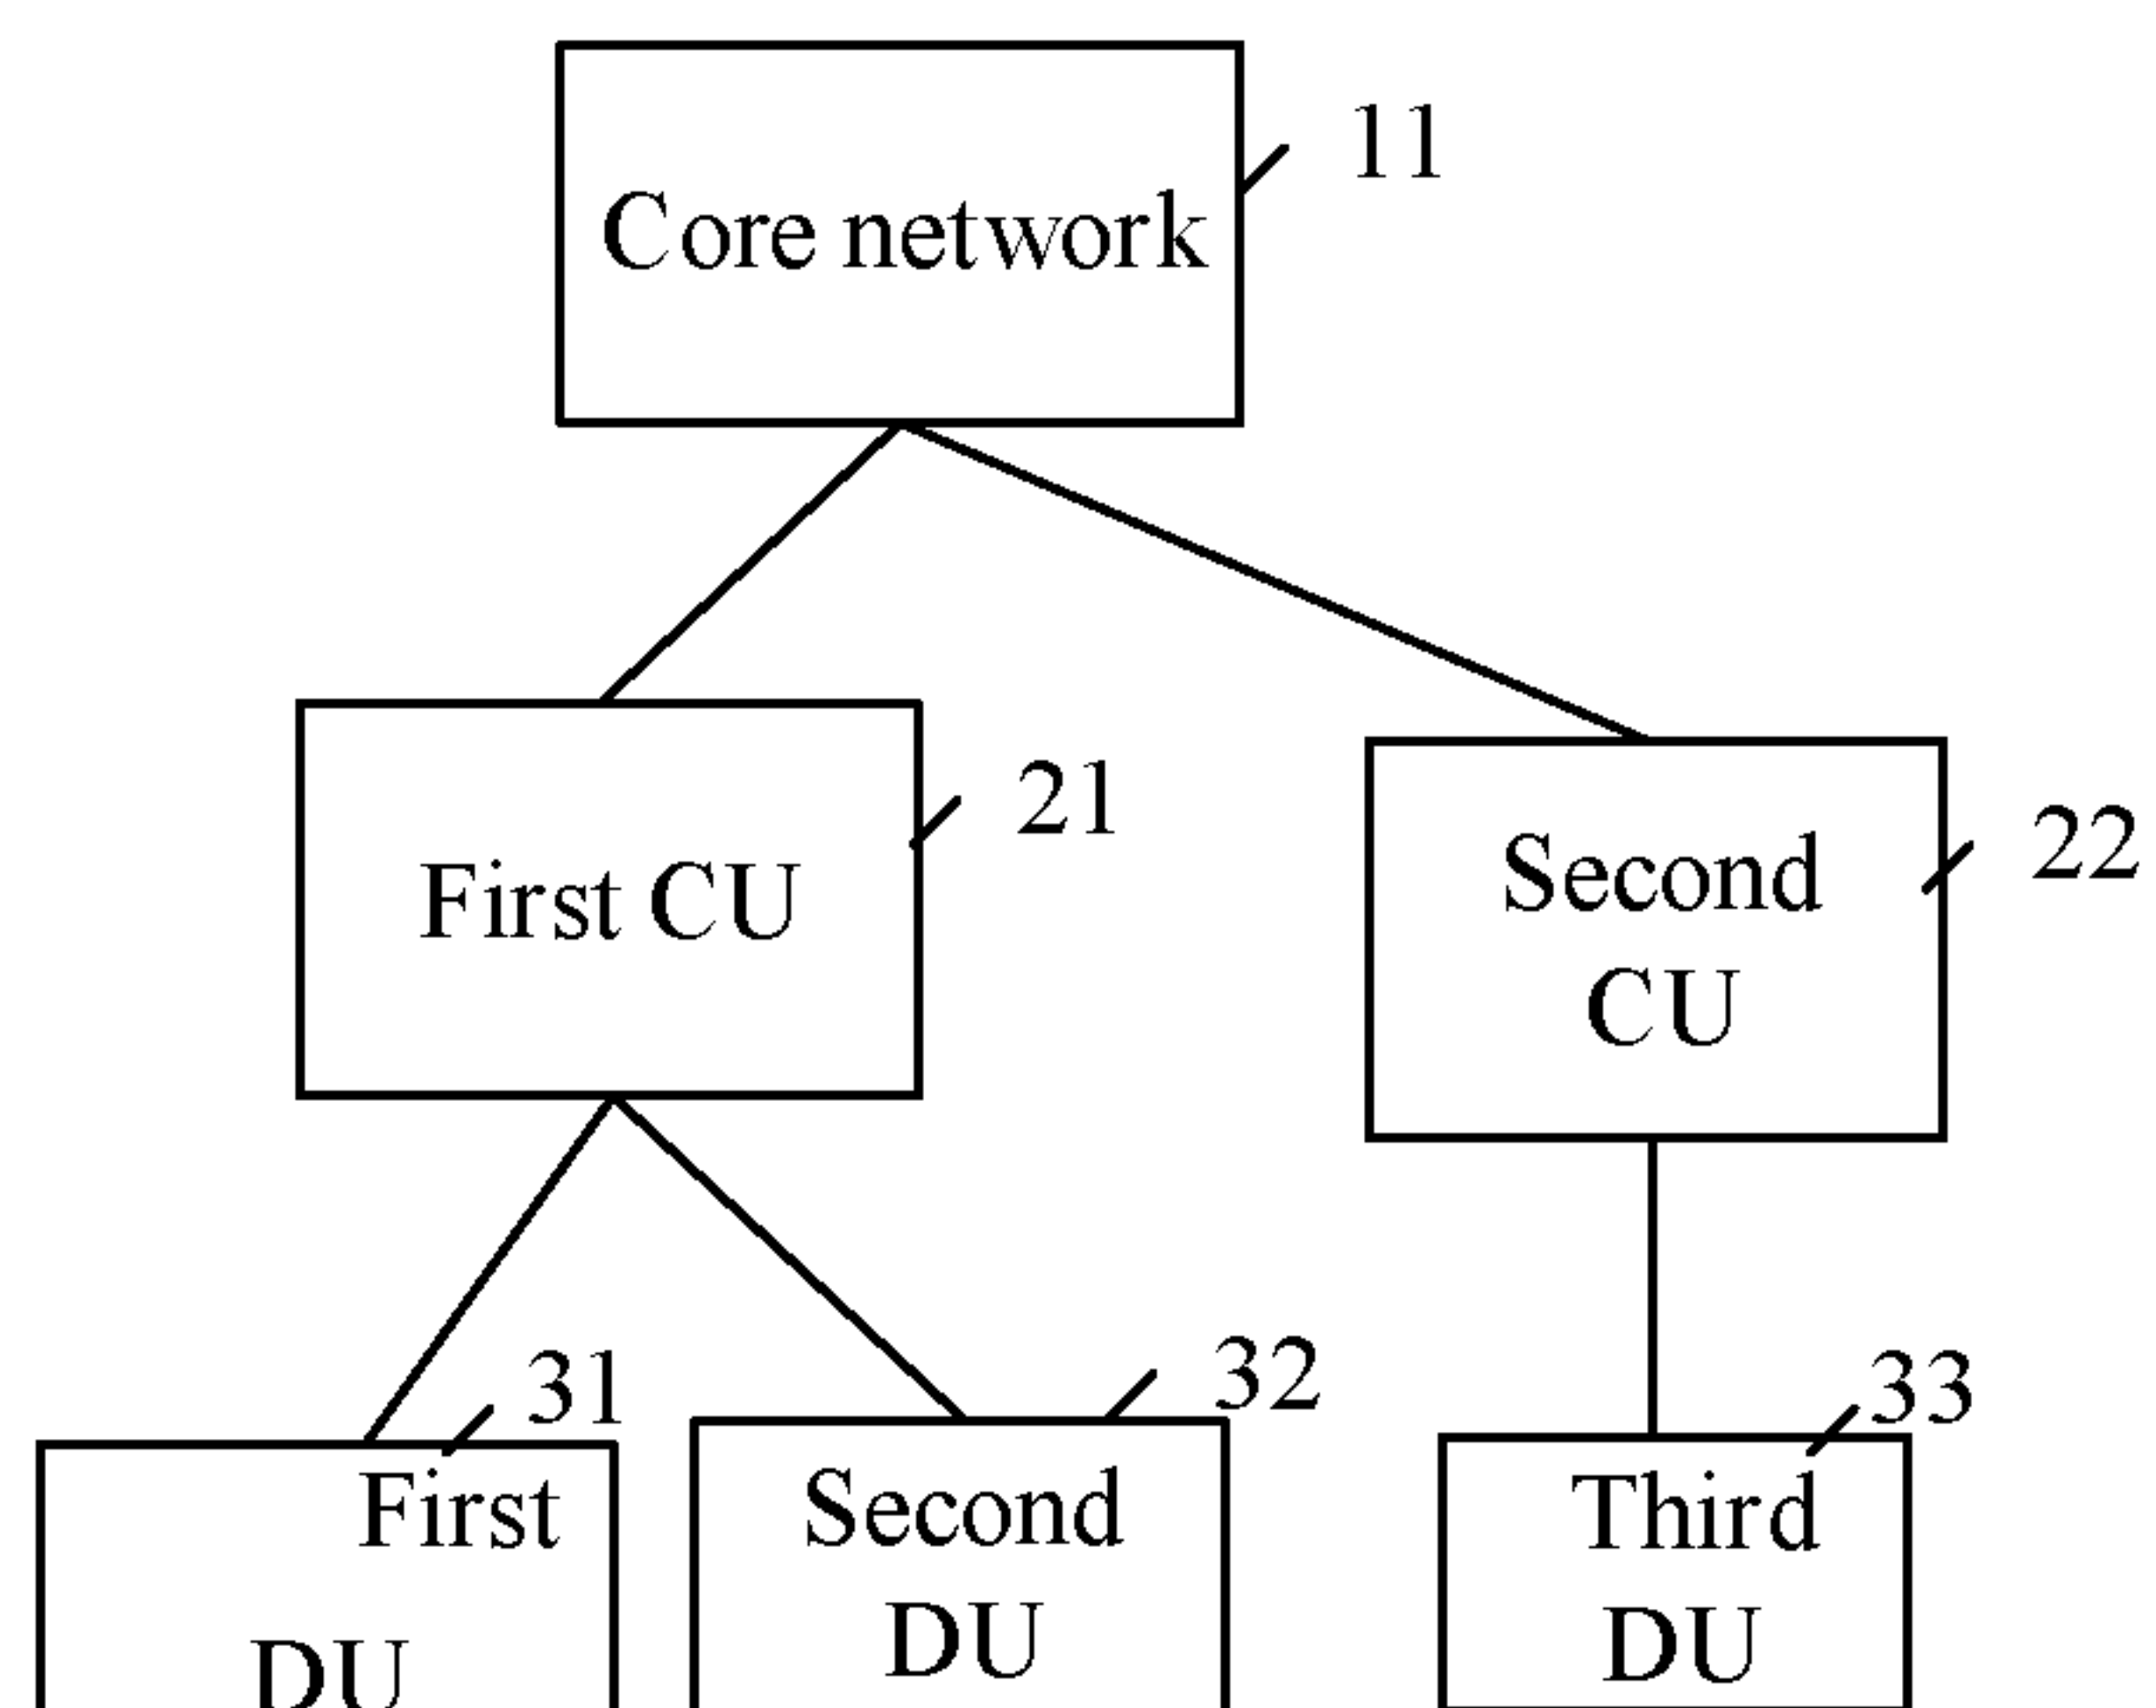 Core network
11
First CU
21
Second
CU
22
First
DU
31
Second
DU
32
Third
DU
33